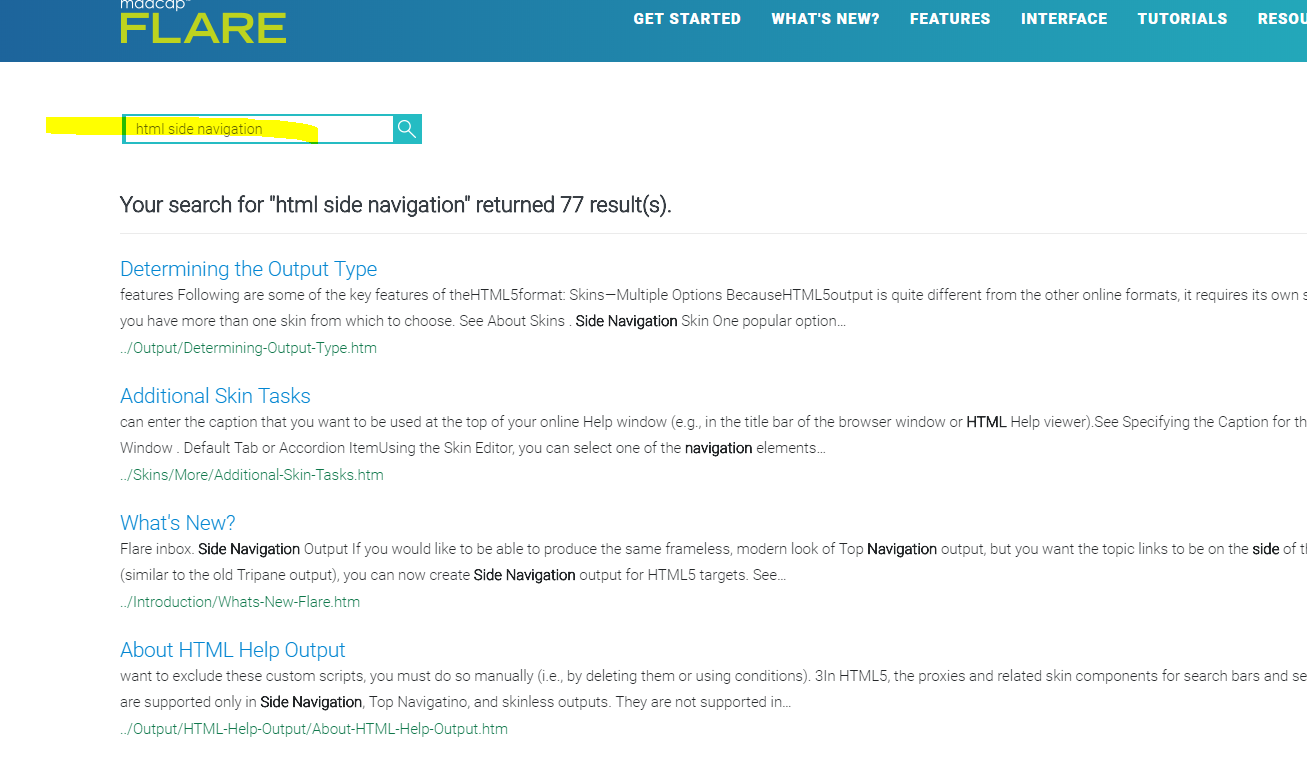 madcap
FLARE
GET STARTED WHAT'S NEW? FEATURES INTERFACE TUTORIALS RESOU
html side navigation
Your search for "html side navigation" returned 77 result(s).
Determining the Output Type
features Following are some of the key features of theHTML5format: Skins—Multiple Options BecauseHTML5output is quite different from the other online formats, it requires its own s
you have more than one skin from which to choose. See About Skins . Side Navigation Skin One popular option...
../Output/Determining-Output-Type.htm
Additional Skin Tasks
can enter the caption that you want to be used at the top of your online Help window (e.g., in the title bar of the browser window or HTML Help viewer).See Specifying the Caption for th
Window . Default Tab or Accordion ItemUsing the Skin Editor, you can select one of the navigation elements...
../Skins/More/Additional-Skin-Tasks.htm
What's New?
Flare inbox. Side Navigation Output If you would like to be able to produce the same frameless, modern look of Top Navigation output, but you want the topic links to be on the side of th
(similar to the old Tripane output), you can now create Side Navigation output for HTML5 targets. See...
../Introduction/Whats-New-Flare.htm
About HTML Help Output
want to exclude these custom scripts, you must do so manually (i.e., by deleting them or using conditions). 3In HTML5, the proxies and related skin components for search bars and se
are supported only in Side Navigation, Top Navigatino, and skinless outputs. They are not supported in...
../Output/HTML-Help-Output/About-HTML-Help-Output.htm